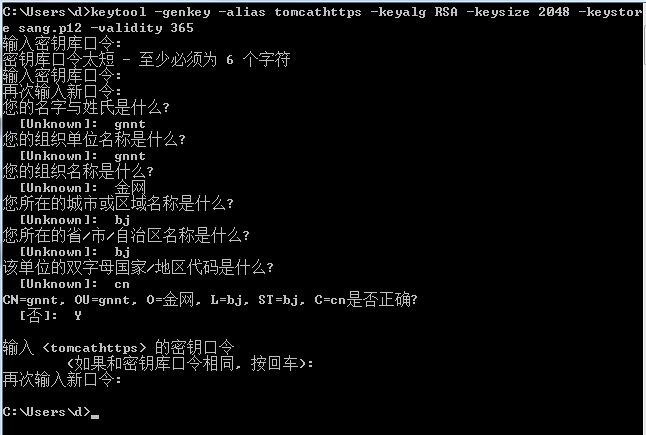 C:\Users\d>keytool -genkey -alias tomcathttps -keyalg RSA -keysize 2048 -keystor
e sang.p12 -validity 365
输入密钥库口令:
密钥库口令太短 - 至少必须为 6 个字符
输入密钥库口令:
再次输入新口令:
您的名字与姓氏是什么?
  [Unknown]:  gnnt
您的组织单位名称是什么?
  [Unknown]:  gnnt
您的组织名称是什么?
  [Unknown]:  金网
您所在的城市或区域名称是什么?
  [Unknown]:  bj
您所在的省/市/自治区名称是什么?
  [Unknown]:  bj
该单位的双字母国家/地区代码是什么?
  [Unknown]:  cn
CN=gnnt, OU=gnnt, O=金网, L=bj, ST=bj, C=cn是否正确?
  [否]:  Y
输入 <tomcathttps> 的密钥口令
        (如果和密钥库口令相同, 按回车):
再次输入新口令:
C:\Users\d>